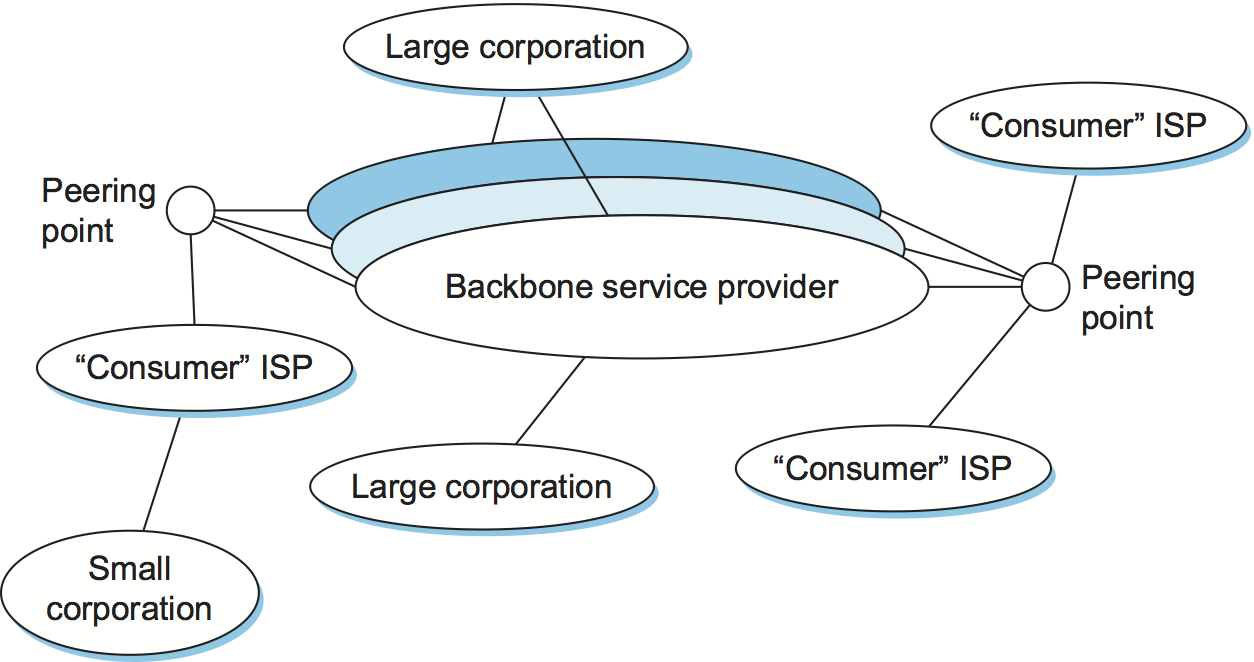 Large corporation
“Consumer” ISP
Peering
point
Backbone service provider
Peering
point
“Consumer” ISP
Large corporation
“Consumer” ISP
Small
corporation